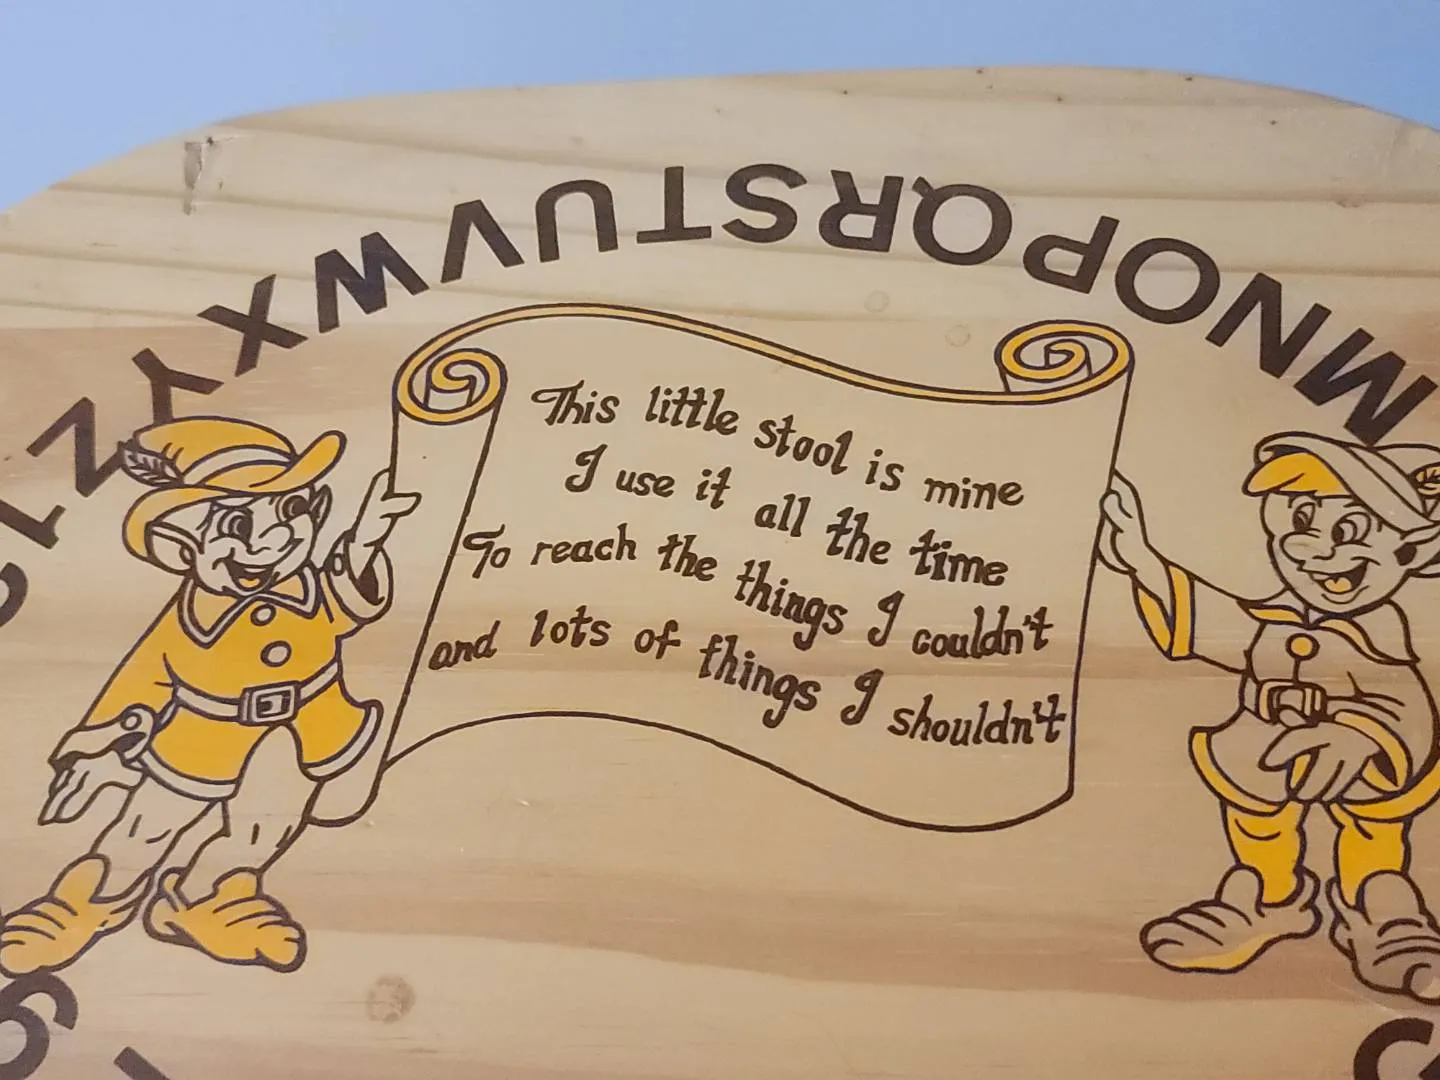 MNOPQRSTUVWXYZ12
This little stool is mine
I use it all the time
To reach the things I couldn't
and lots of things I shouldn't